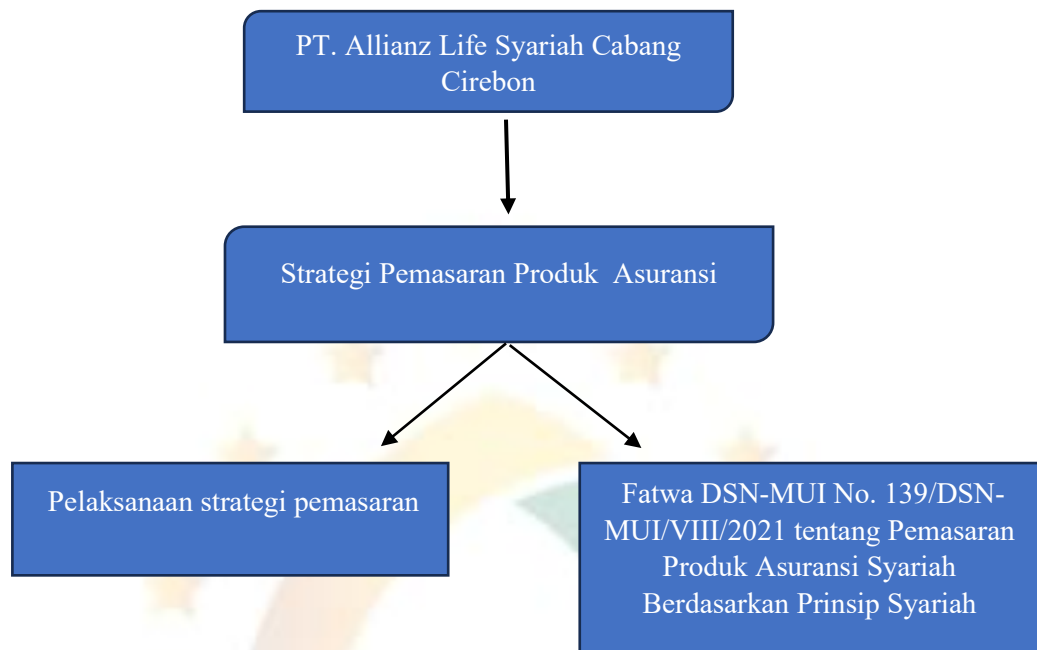 PT. Allianz Life Syariah Cabang
Cirebon
Strategi Pemasaran Produk Asuransi
Pelaksanaan strategi pemasaran
Fatwa DSN-MUI No. 139/DSN-
MUI/VIII/2021 tentang Pemasaran
Produk Asuransi Syariah
Berdasarkan Prinsip Syariah